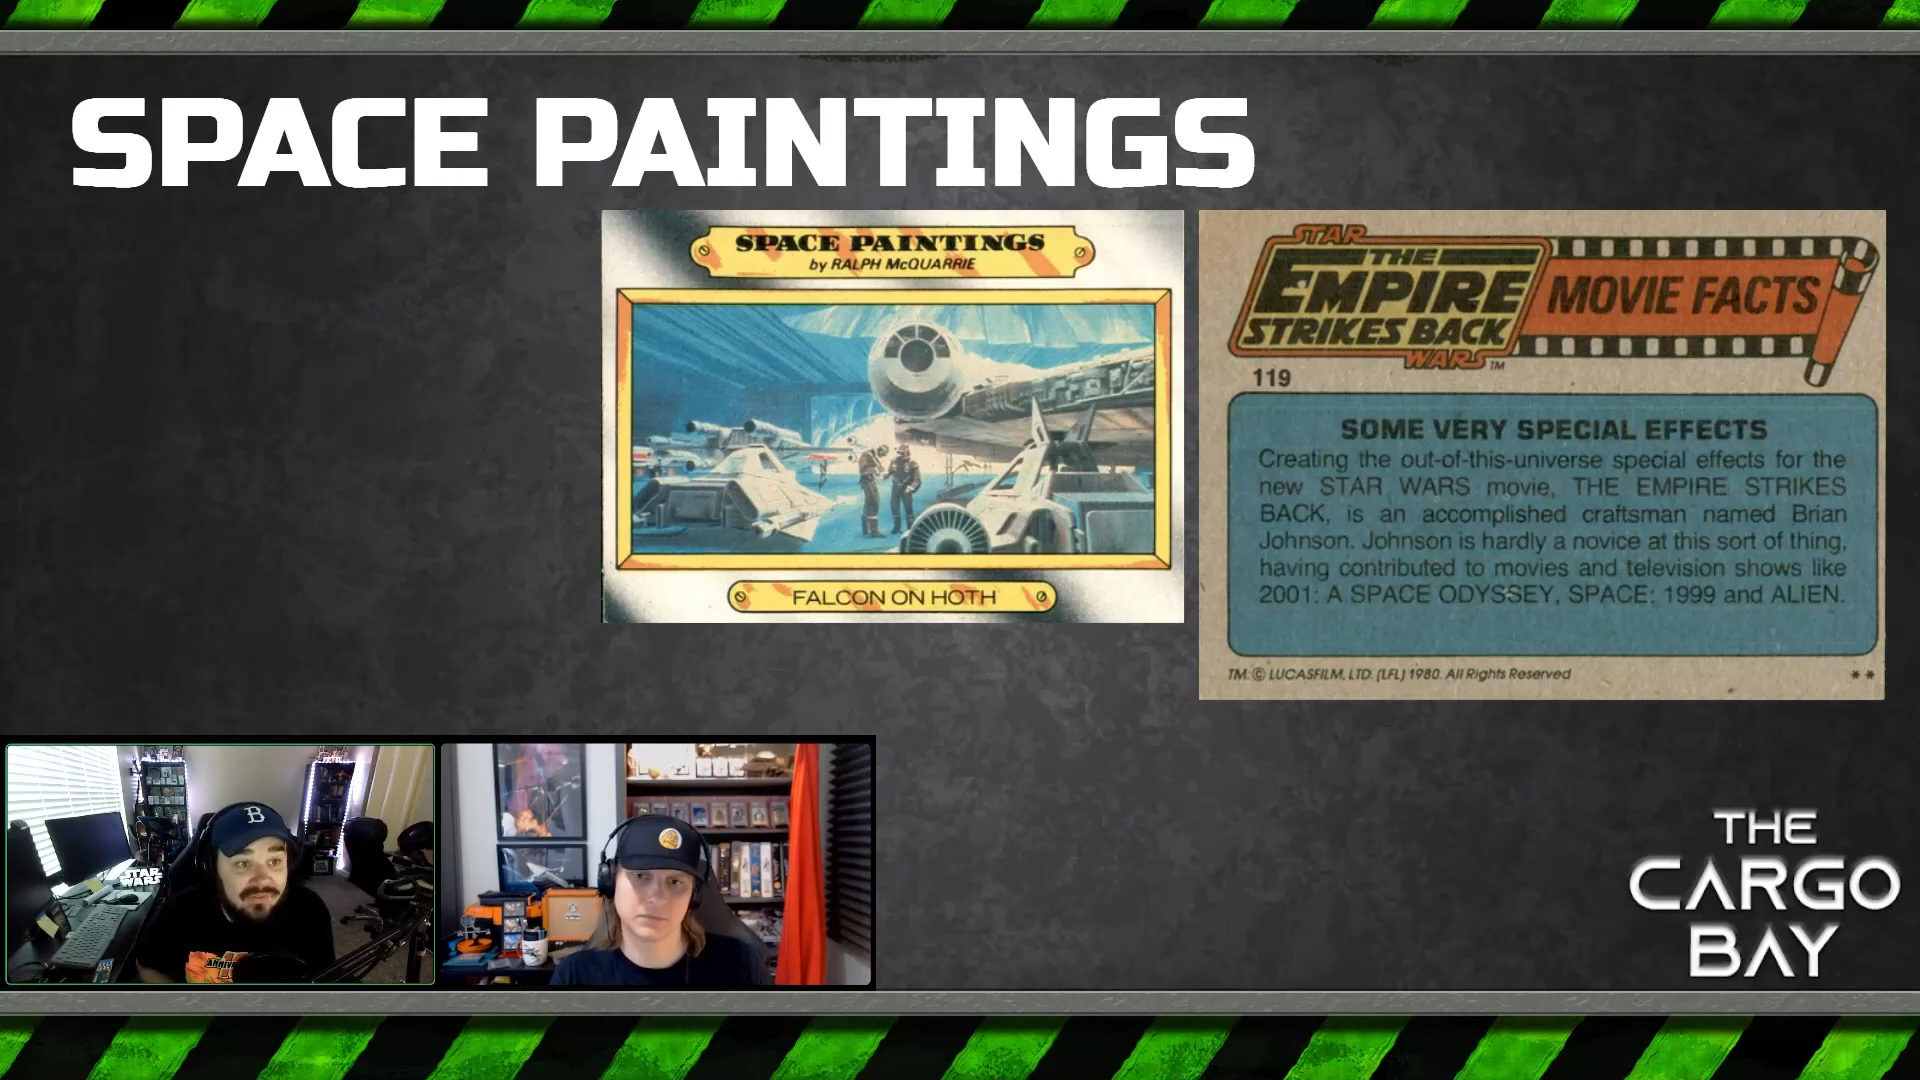 SPACE PAINTINGS
SPACE PAINTINGS
by RALPH McQUARRIE
FALCON ON HOTH
STAR
THE
EMPIRE
STRIKES BACK
WARS™
MOVIE FACTS
119
SOME VERY SPECIAL EFFECTS
Creating the out-of-this-universe special effects for the
new STAR WARS movie, THE EMPIRE STRIKES
BACK, is an accomplished craftsman named Brian
Johnson. Johnson is hardly a novice at this sort of thing,
having contributed to movies and television shows like
2001: A SPACE ODYSSEY, SPACE: 1999 and ALIEN.
TM: © LUCASFILM, LTD. (LFL) 1980. All Rights Reserved
**
B
STAR
WARS
THE
CARGO
BAY